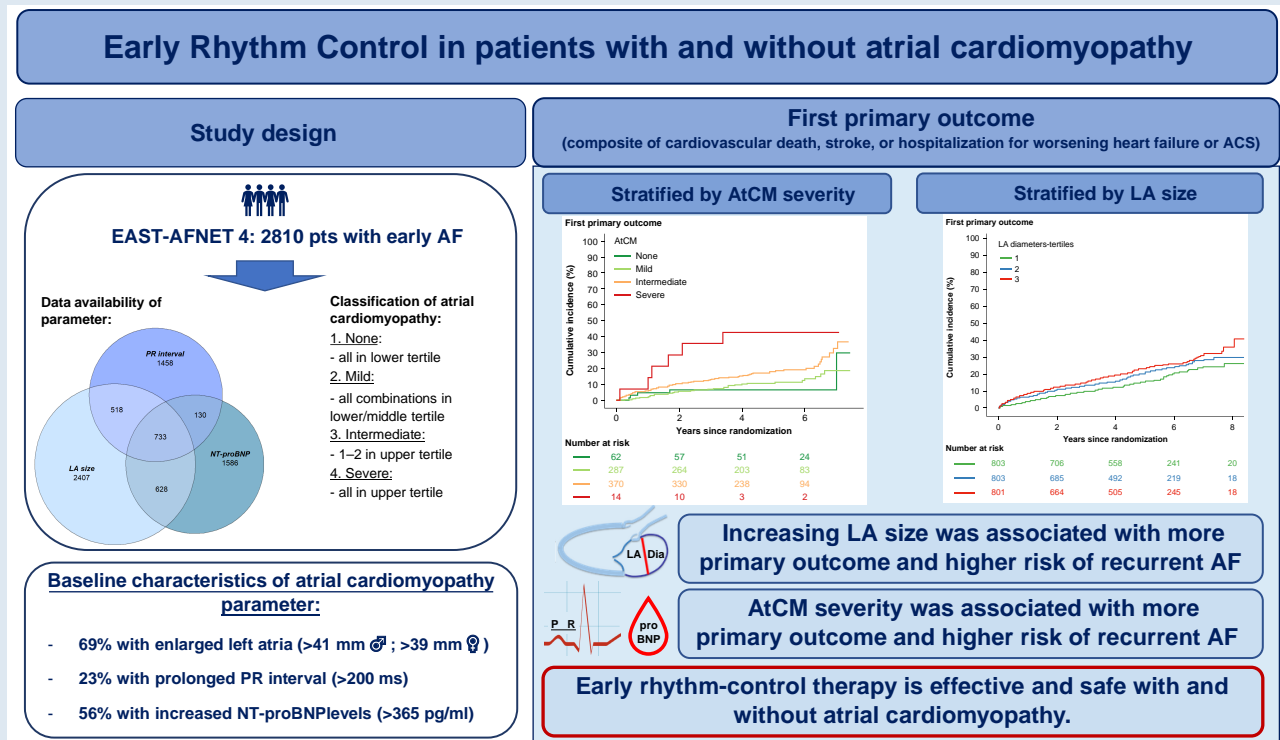 Early Rhythm Control in patients with and without atrial cardiomyopathy
Study design
EAST-AFNET 4: 2810 pts with early AF
Data availability of
parameter:
PR interval
1458
518
130
733
LA size
2407
NT-proBNP
1586
628
Classification of atrial
cardiomyopathy:
1. None:
- all in lower tertile
2. Mild:
- all combinations in
lower/middle tertile
3. Intermediate:
- 1–2 in upper tertile
4. Severe:
- all in upper tertile
Baseline characteristics of atrial cardiomyopathy
parameter:
- 69% with enlarged left atria (>41 mm ♂ ; >39 mm ♀ )
- 23% with prolonged PR interval (>200 ms)
- 56% with increased NT-proBNPlevels (>365 pg/ml)
First primary outcome
(composite of cardiovascular death, stroke, or hospitalization for worsening heart failure or ACS)
Stratified by AtCM severity
First primary outcome
Cumulative incidence (%)
100
90
80
70
60
50
40
30
20
10
0
AtCM
None
Mild
Intermediate
Severe
0 2 4 6
Years since randomization
Number at risk
62 57 51 24
287 264 203 83
370 330 238 94
14 10 3 2
Stratified by LA size
First primary outcome
Cumulative incidence (%)
100
90
80
70
60
50
40
30
20
10
0
LA diameters-tertiles
1
2
3
0 2 4 6 8
Years since randomization
Number at risk
803 706 558 241 20
803 685 492 219 18
801 664 505 245 18
LA Dia
Increasing LA size was associated with more
primary outcome and higher risk of recurrent AF
P R
pro
BNP
AtCM severity was associated with more
primary outcome and higher risk of recurrent AF
Early rhythm-control therapy is effective and safe with and
without atrial cardiomyopathy.